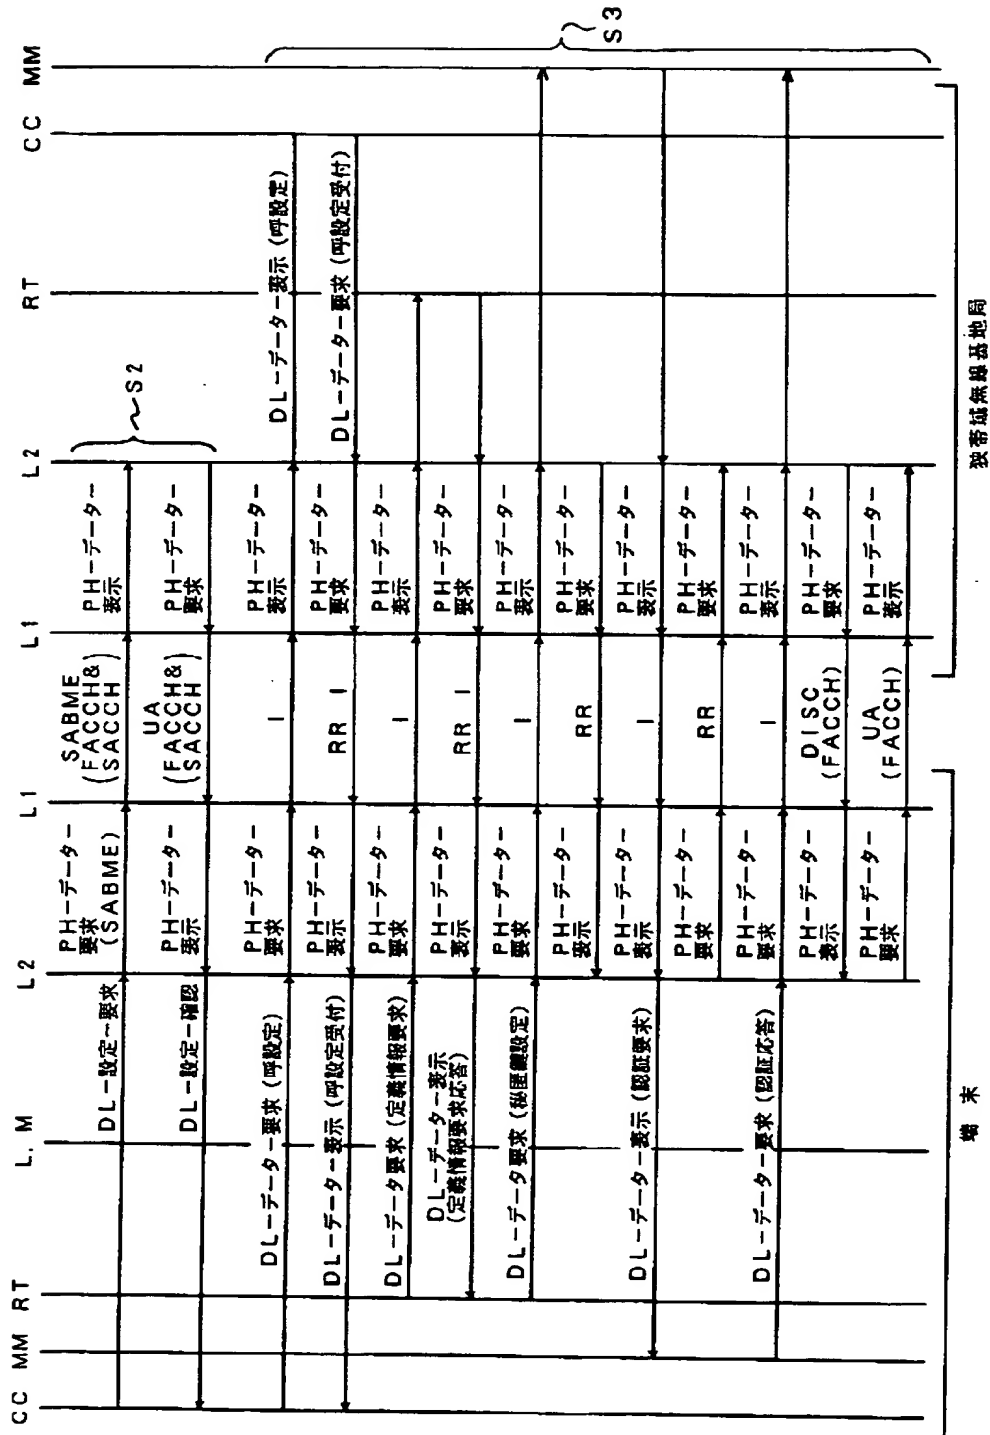 CC MM RT L, M L2 L1 L1 L2 RT CC MM
DL−設定−要求
PH−データー
要求
(SABME)
SABME
(FACCH&
SACCH)
PH−データー
表示
S2
DL−設定−確認
PH−データー
表示
UA
(FACCH&
SACCH)
PH−データー
要求
DL−データー要求(呼設定)
PH−データー
要求
I
PH−データー
表示
DL−データー表示(呼設定)
DL−データー表示(呼設定受付)
PH−データー
表示
RR I
PH−データー
要求
DL−データー要求(呼設定受付)
DL−データ要求(定義情報要求)
PH−データー
要求
I
PH−データー
表示
DL−データー表示
(定義情報要求応答)
PH−データー
表示
RR I
PH−データー
要求
DL−データ要求(秘匿鍵設定)
PH−データー
要求
I
PH−データー
表示
PH−データー
表示
RR
PH−データー
要求
DL−データー表示(認証要求)
PH−データー
表示
I
PH−データー
表示
PH−データー
要求
RR
PH−データー
要求
DL−データー要求(認証応答)
PH−データー
要求
I
PH−データー
表示
PH−データー
表示
DISC
(FACCH)
PH−データー
要求
PH−データー
要求
UA
(FACCH)
PH−データー
表示
S3
端末
狭帯域無線基地局